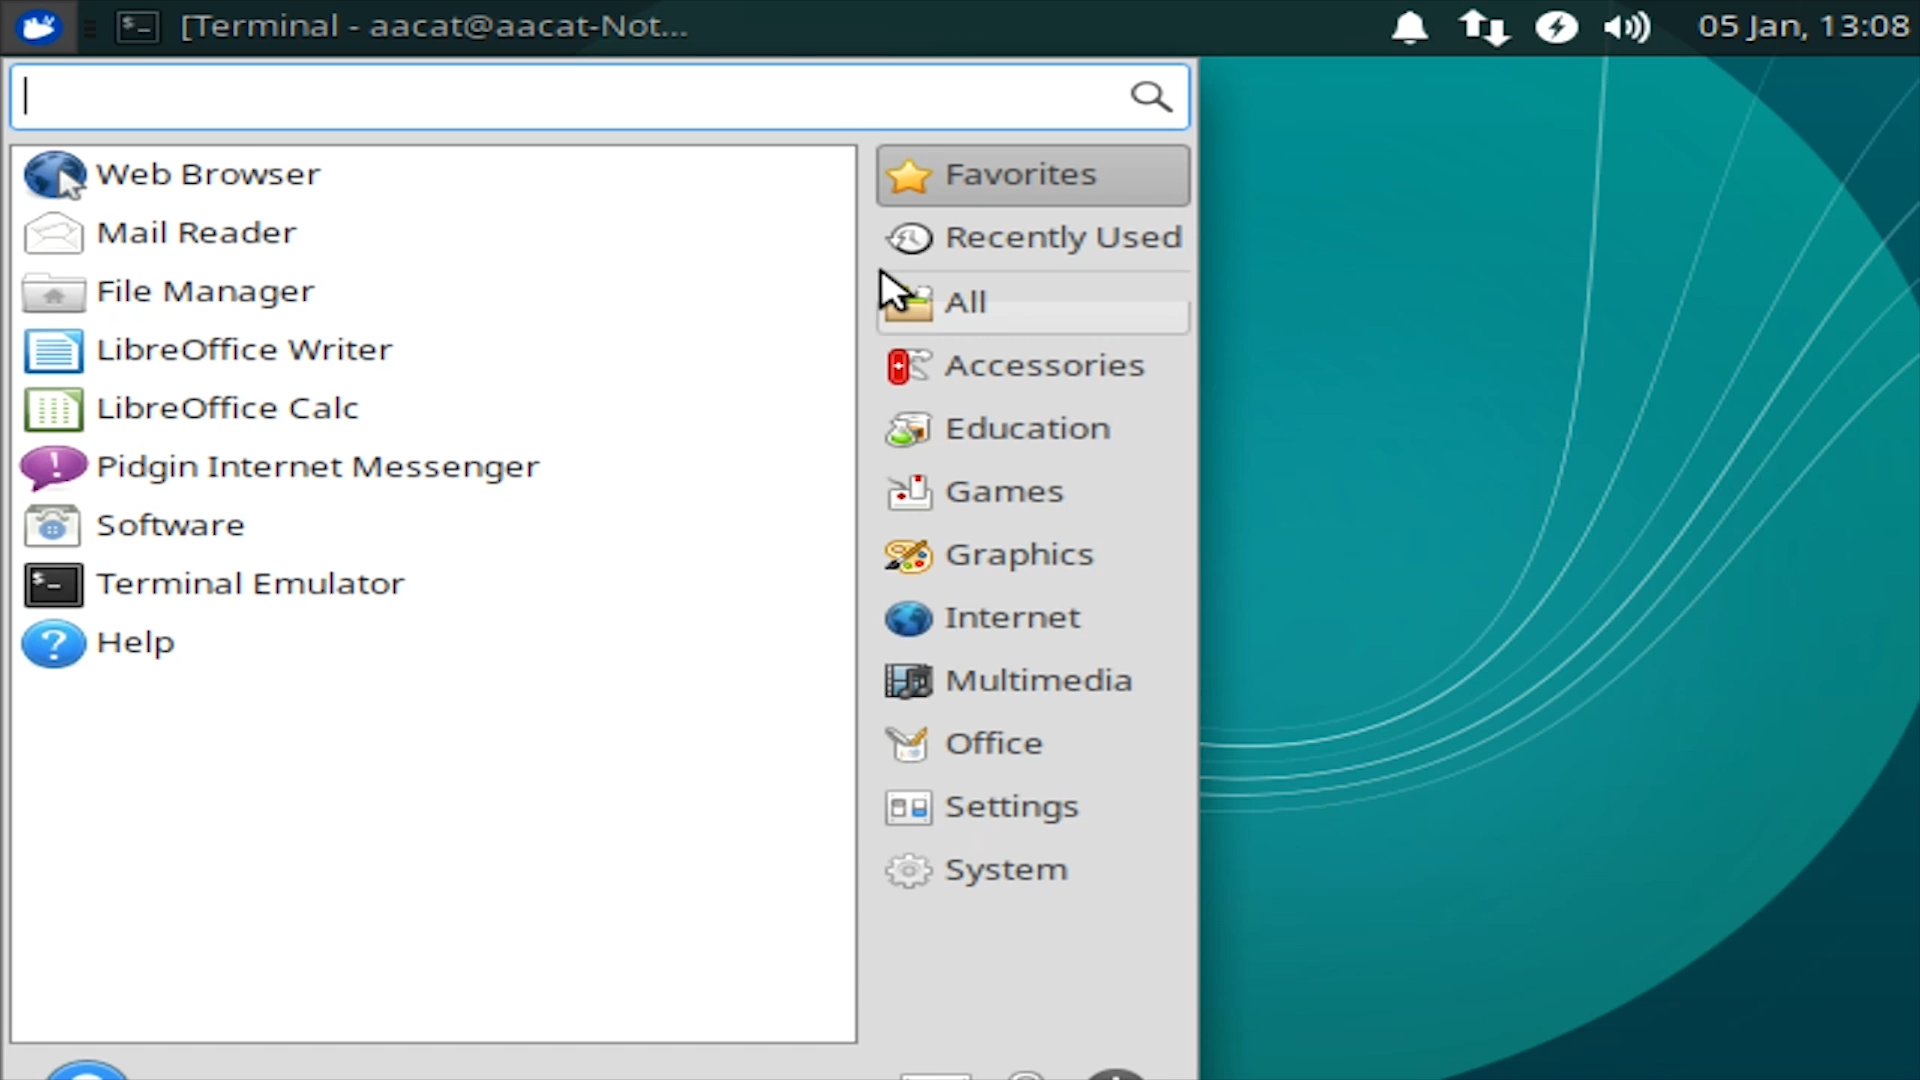 [Terminal - aacat@aacat-Not...
05 Jan, 13:08
Web Browser
Mail Reader
File Manager
LibreOffice Writer
LibreOffice Calc
Pidgin Internet Messenger
Software
Terminal Emulator
Help
Favorites
Recently Used
All
Accessories
Education
Games
Graphics
Internet
Multimedia
Office
Settings
System